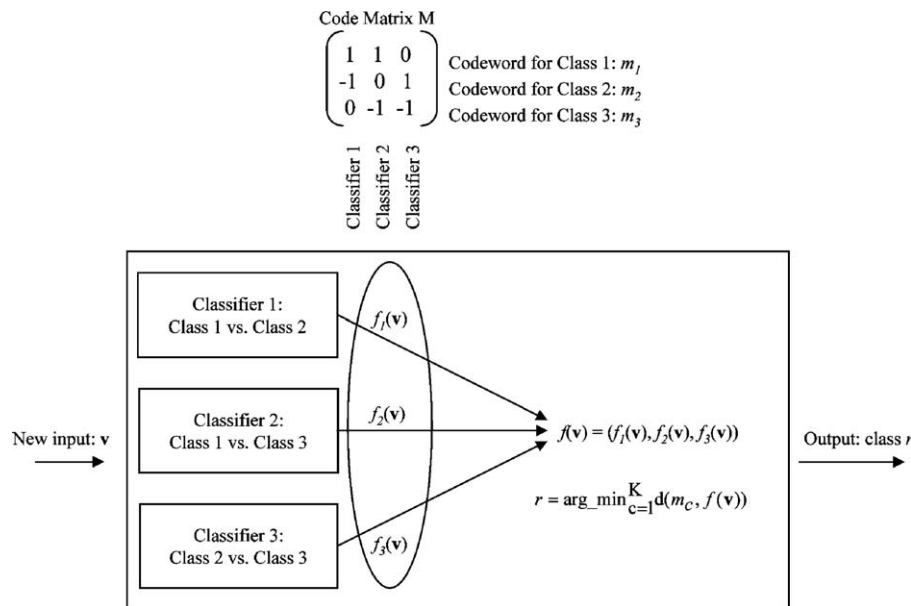 Code Matrix M
1 1 0
-1 0 1
0 -1 -1
Codeword for Class 1: m1
Codeword for Class 2: m2
Codeword for Class 3: m3
Classifier 1
Classifier 2
Classifier 3
Classifier 1:
Class 1 vs. Class 2
f1(v)
Classifier 2:
Class 1 vs. Class 3
f2(v)
Classifier 3:
Class 2 vs. Class 3
f3(v)
New input: v
f(v) = (f1(v), f2(v), f3(v))
r = arg_min K c=1 d(mc, f(v))
Output: class r